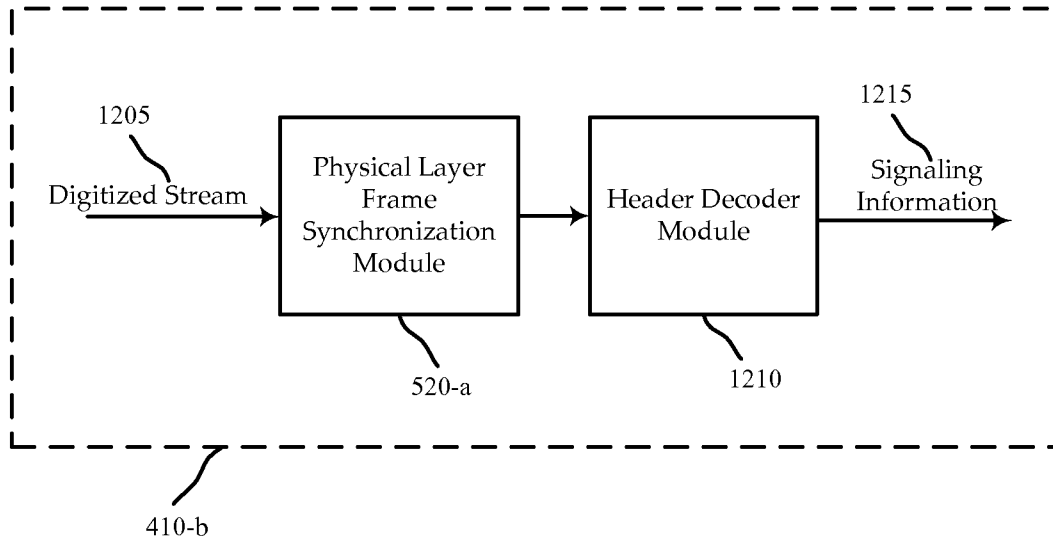 1205
Digitized Stream
Physical Layer
Frame
Synchronization
Module
520-a
Header Decoder
Module
1210
1215
Signaling
Information
410-b